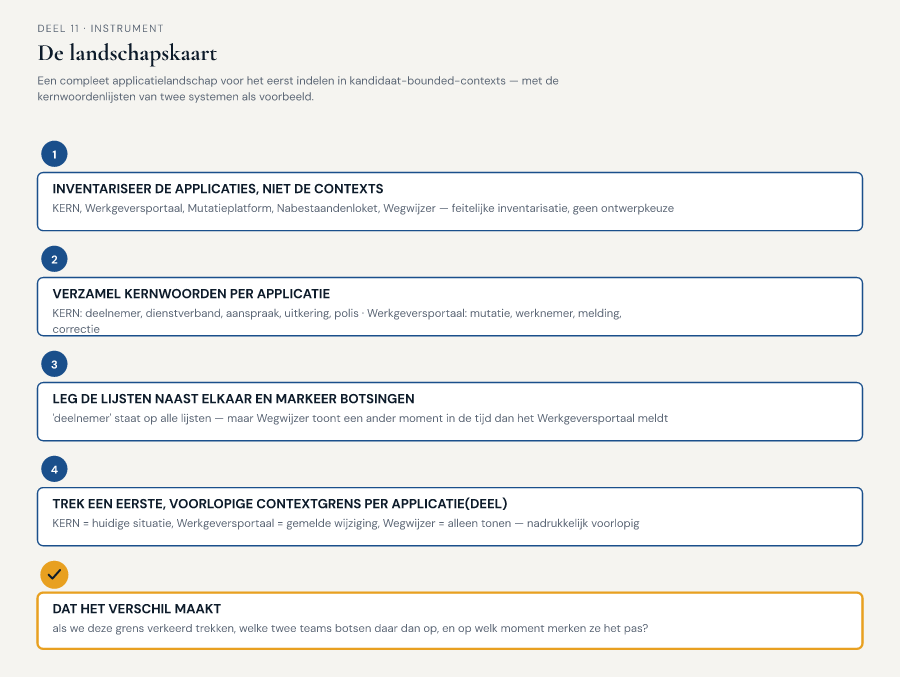 DEEL 11 · INSTRUMENT
De landschapskaart
Een compleet applicatielandschap voor het eerst indelen in kandidaat-bounded-contexts — met de
kernwoordenlijsten van twee systemen als voorbeeld.
1
INVENTARISEER DE APPLICATIES, NIET DE CONTEXTS
KERN, Werkgeversportaal, Mutatieplatform, Nabestaandenloket, Wegwijzer — feitelijke inventarisatie, geen ontwerpkeuze
2
VERZAMEL KERNWOORDEN PER APPLICATIE
KERN: deelnemer, dienstverband, aanspraak, uitkering, polis · Werkgeversportaal: mutatie, werknemer, melding,
correctie
3
LEG DE LIJSTEN NAAST ELKAAR EN MARKEER BOTSINGEN
'deelnemer' staat op alle lijsten — maar Wegwijzer toont een ander moment in de tijd dan het Werkgeversportaal meldt
4
TREK EEN EERSTE, VOORLOPIGE CONTEXTGRENS PER APPLICATIE(DEEL)
KERN = huidige situatie, Werkgeversportaal = gemelde wijziging, Wegwijzer = alleen tonen — nadrukkelijk voorlopig
DAT HET VERSCHIL MAAKT
als we deze grens verkeerd trekken, welke twee teams botsen daar dan op, en op welk moment merken ze het pas?